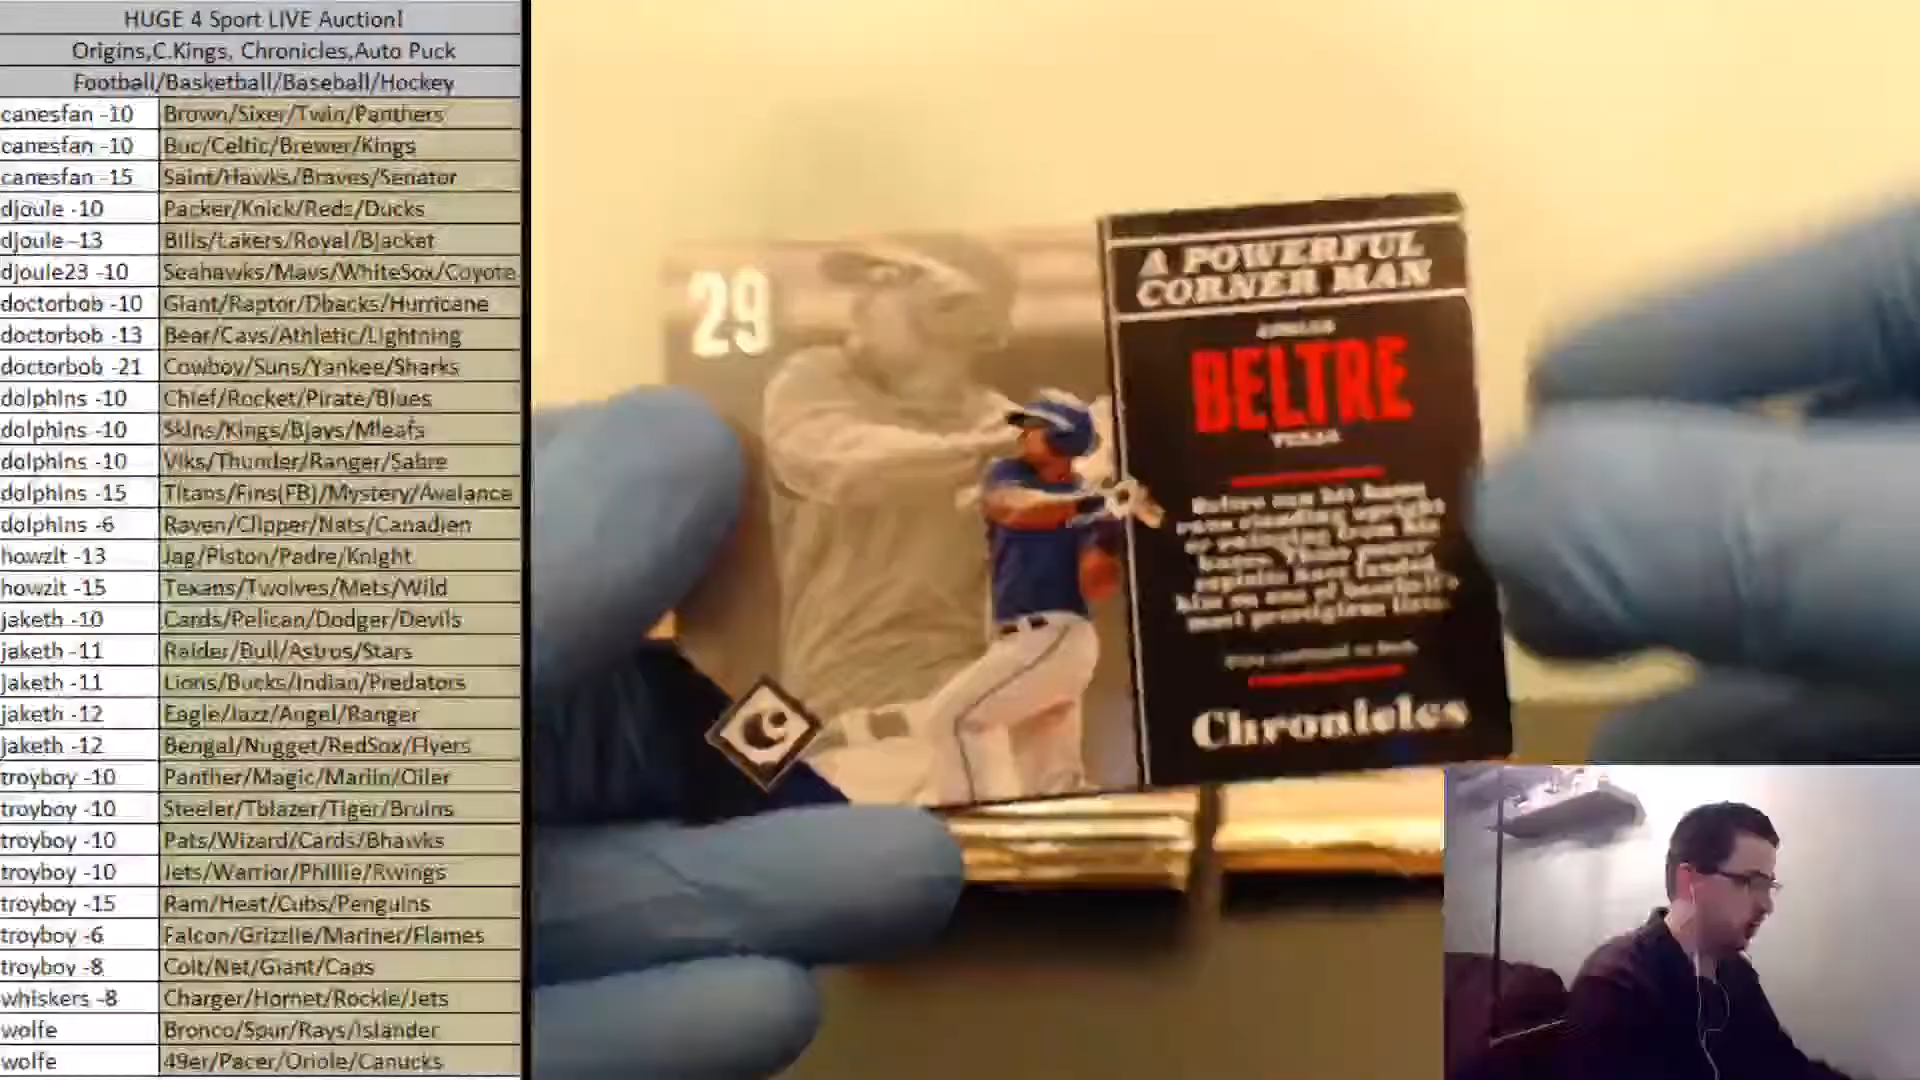 HUGE 4 Sport LIVE Auction!
Origins,C.Kings, Chronicles,Auto Puck
Football/Basketball/Baseball/Hockey
canesfan -10 Brown/Sixer/Twin/Panthers
canesfan -10 Buc/Celtic/Brewer/Kings
canesfan -15 Saint/Hawks/Braves/Senator
djoule -10 Packer/Knick/Reds/Ducks
djoule -13 Bills/Lakers/Royal/BJacket
djoule23 -10 Seahawks/Mavs/WhiteSox/Coyote
doctorbob -10 Giant/Raptor/Dbacks/Hurricane
doctorbob -13 Bear/Cavs/Athletic/Lightning
doctorbob -21 Cowboy/Suns/Yankee/Sharks
dolphins -10 Chief/Rocket/Pirate/Blues
dolphins -10 Skins/Kings/Bjays/Mleafs
dolphins -10 Viks/Thunder/Ranger/Sabre
dolphins -15 Titans/Fins(FB)/Mystery/Avelance
dolphins -6 Raven/Clipper/Nats/Canadien
howzit -13 Jag/Piston/Padre/Knight
howzit -15 Texans/Twolves/Mets/Wild
jaketh -10 Cards/Pelican/Dodger/Devils
jaketh -11 Raider/Bull/Astros/Stars
jaketh -11 Lions/Bucks/Indian/Predators
jaketh -12 Eagle/Jazz/Angel/Ranger
jaketh -12 Bengal/Nugget/RedSox/Flyers
troyboy -10 Panther/Magic/Marlin/Oiler
troyboy -10 Steeler/Tblazer/Tiger/Bruins
troyboy -10 Pats/Wizard/Cards/Bhawks
troyboy -10 Jets/Warrior/Phillie/Rwings
troyboy -15 Ram/Heat/Cubs/Penguins
troyboy -6 Falcon/Grizzlie/Mariner/Flames
troyboy -8 Colt/Net/Giant/Caps
whiskers -8 Charger/Hornet/Rockie/Jets
wolfe Bronco/Spur/Rays/Islander
wolfe 49er/Pacer/Oriole/Canucks
29
A POWERFUL
CORNER MAN
BELTRE
TEXAS
Chronicles